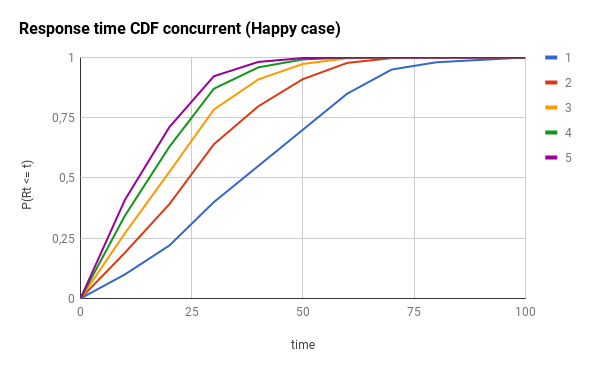 Response time CDF concurrent (Happy case)
1
0,75
0,5
0,25
0
P(Rt <= t)
0 25 50 75 100
time
1
2
3
4
5